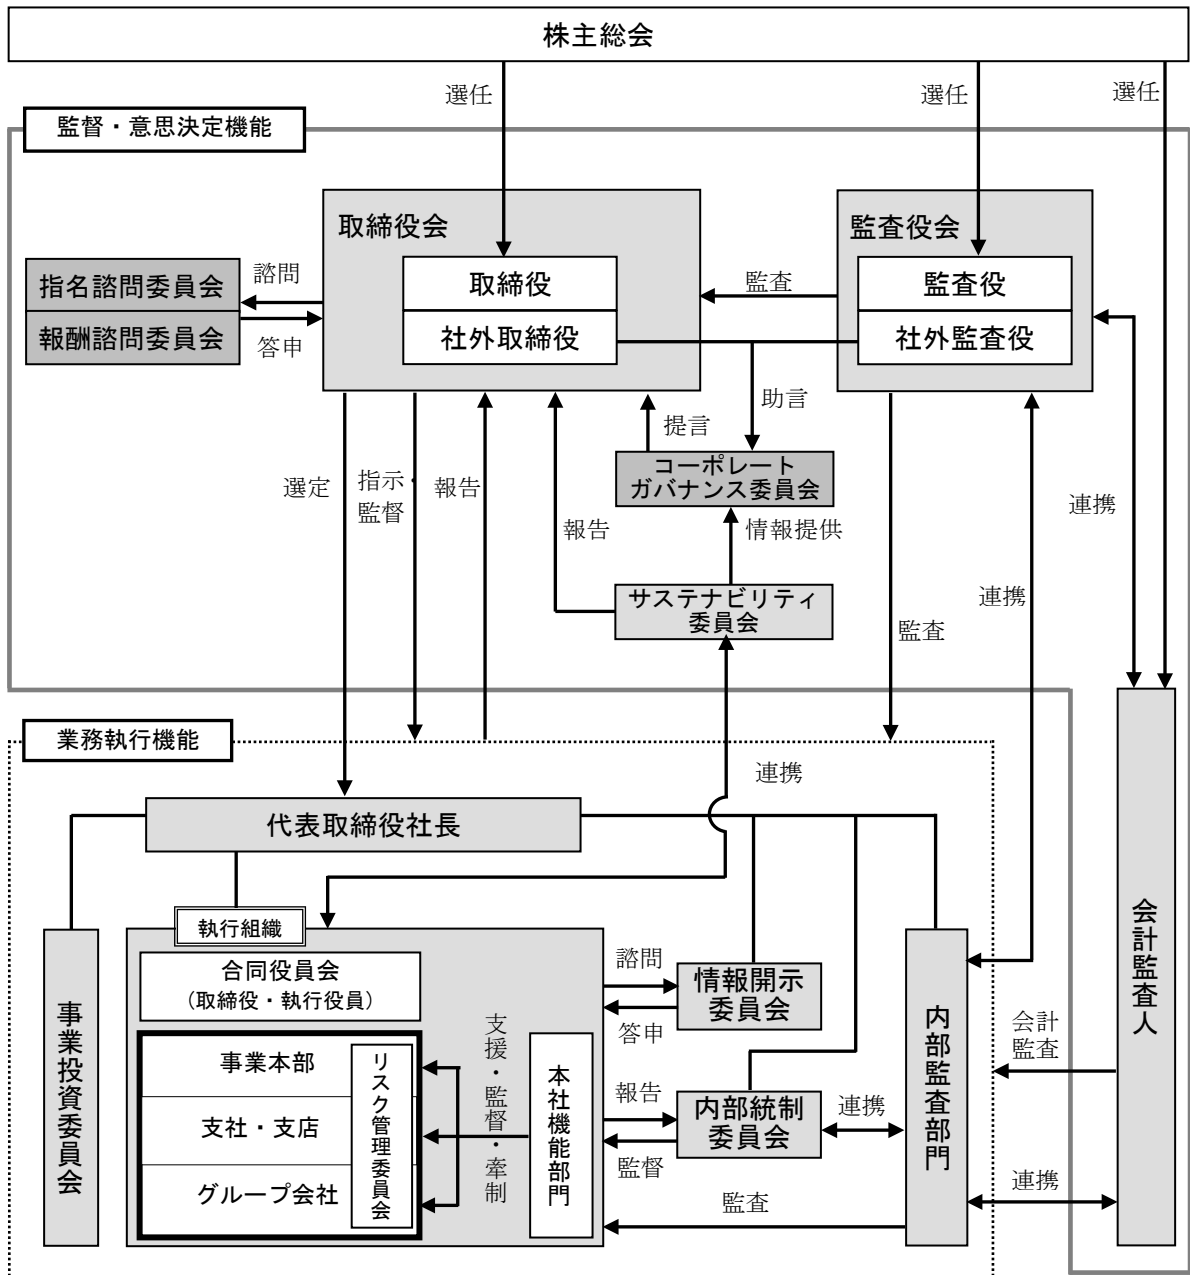 株主総会
選任
選任
選任
監督・意思決定機能
取締役会
監査役会
指名諮問委員会
報酬諮問委員会
諮問
答申
取締役
社外取締役
監査
監査役
社外監査役
助言
提言
コーポレート
ガバナンス委員会
選定
指示・
監督
報告
報告
情報提供
連携
サステナビリティ
委員会
連携
監査
業務執行機能
連携
代表取締役社長
執行組織
合同役員会
(取締役・執行役員)
諮問
答申
情報開示
委員会
事業投資委員会
事業本部
支社・支店
グループ会社
リスク管理委員会
支援・監督・牽制
本社機能部門
報告
監督
内部統制
委員会
連携
監査
内部監査部門
会計
監査
連携
会計監査人